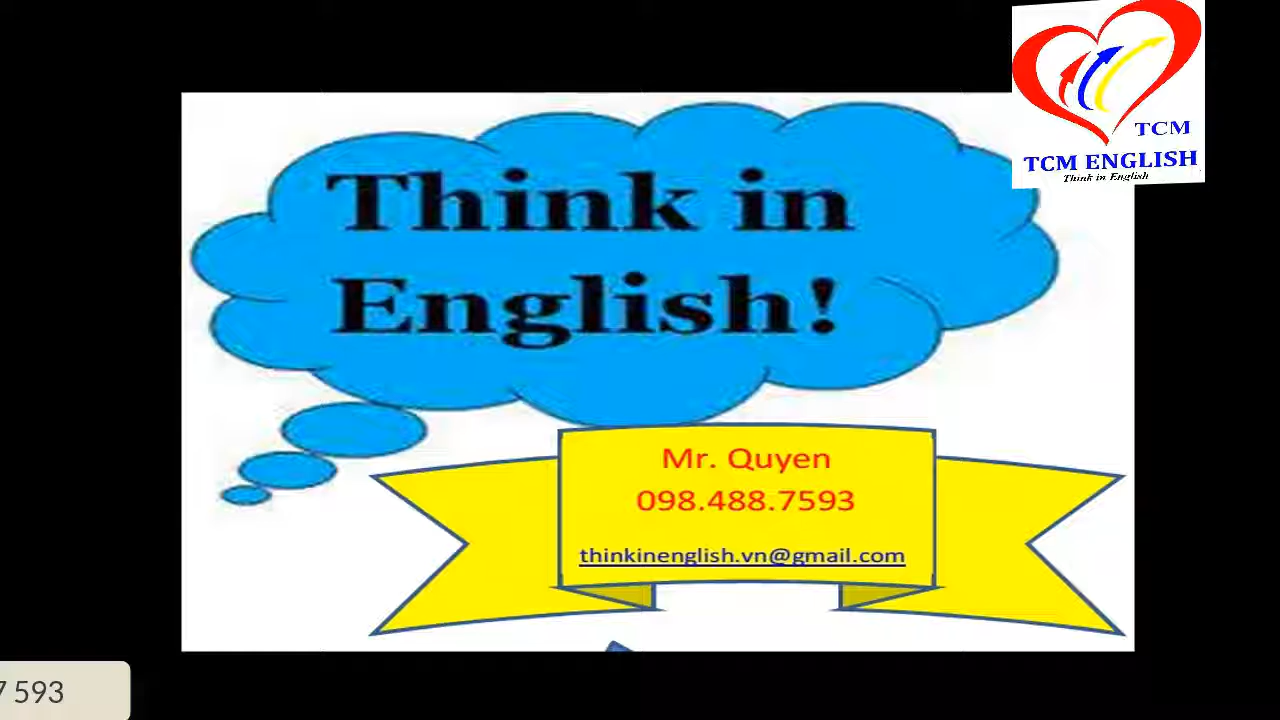 TCM
TCM ENGLISH
Think in English
Think in
English!
Mr. Quyen
098.488.7593
thinkinenglish.vn@gmail.com
593